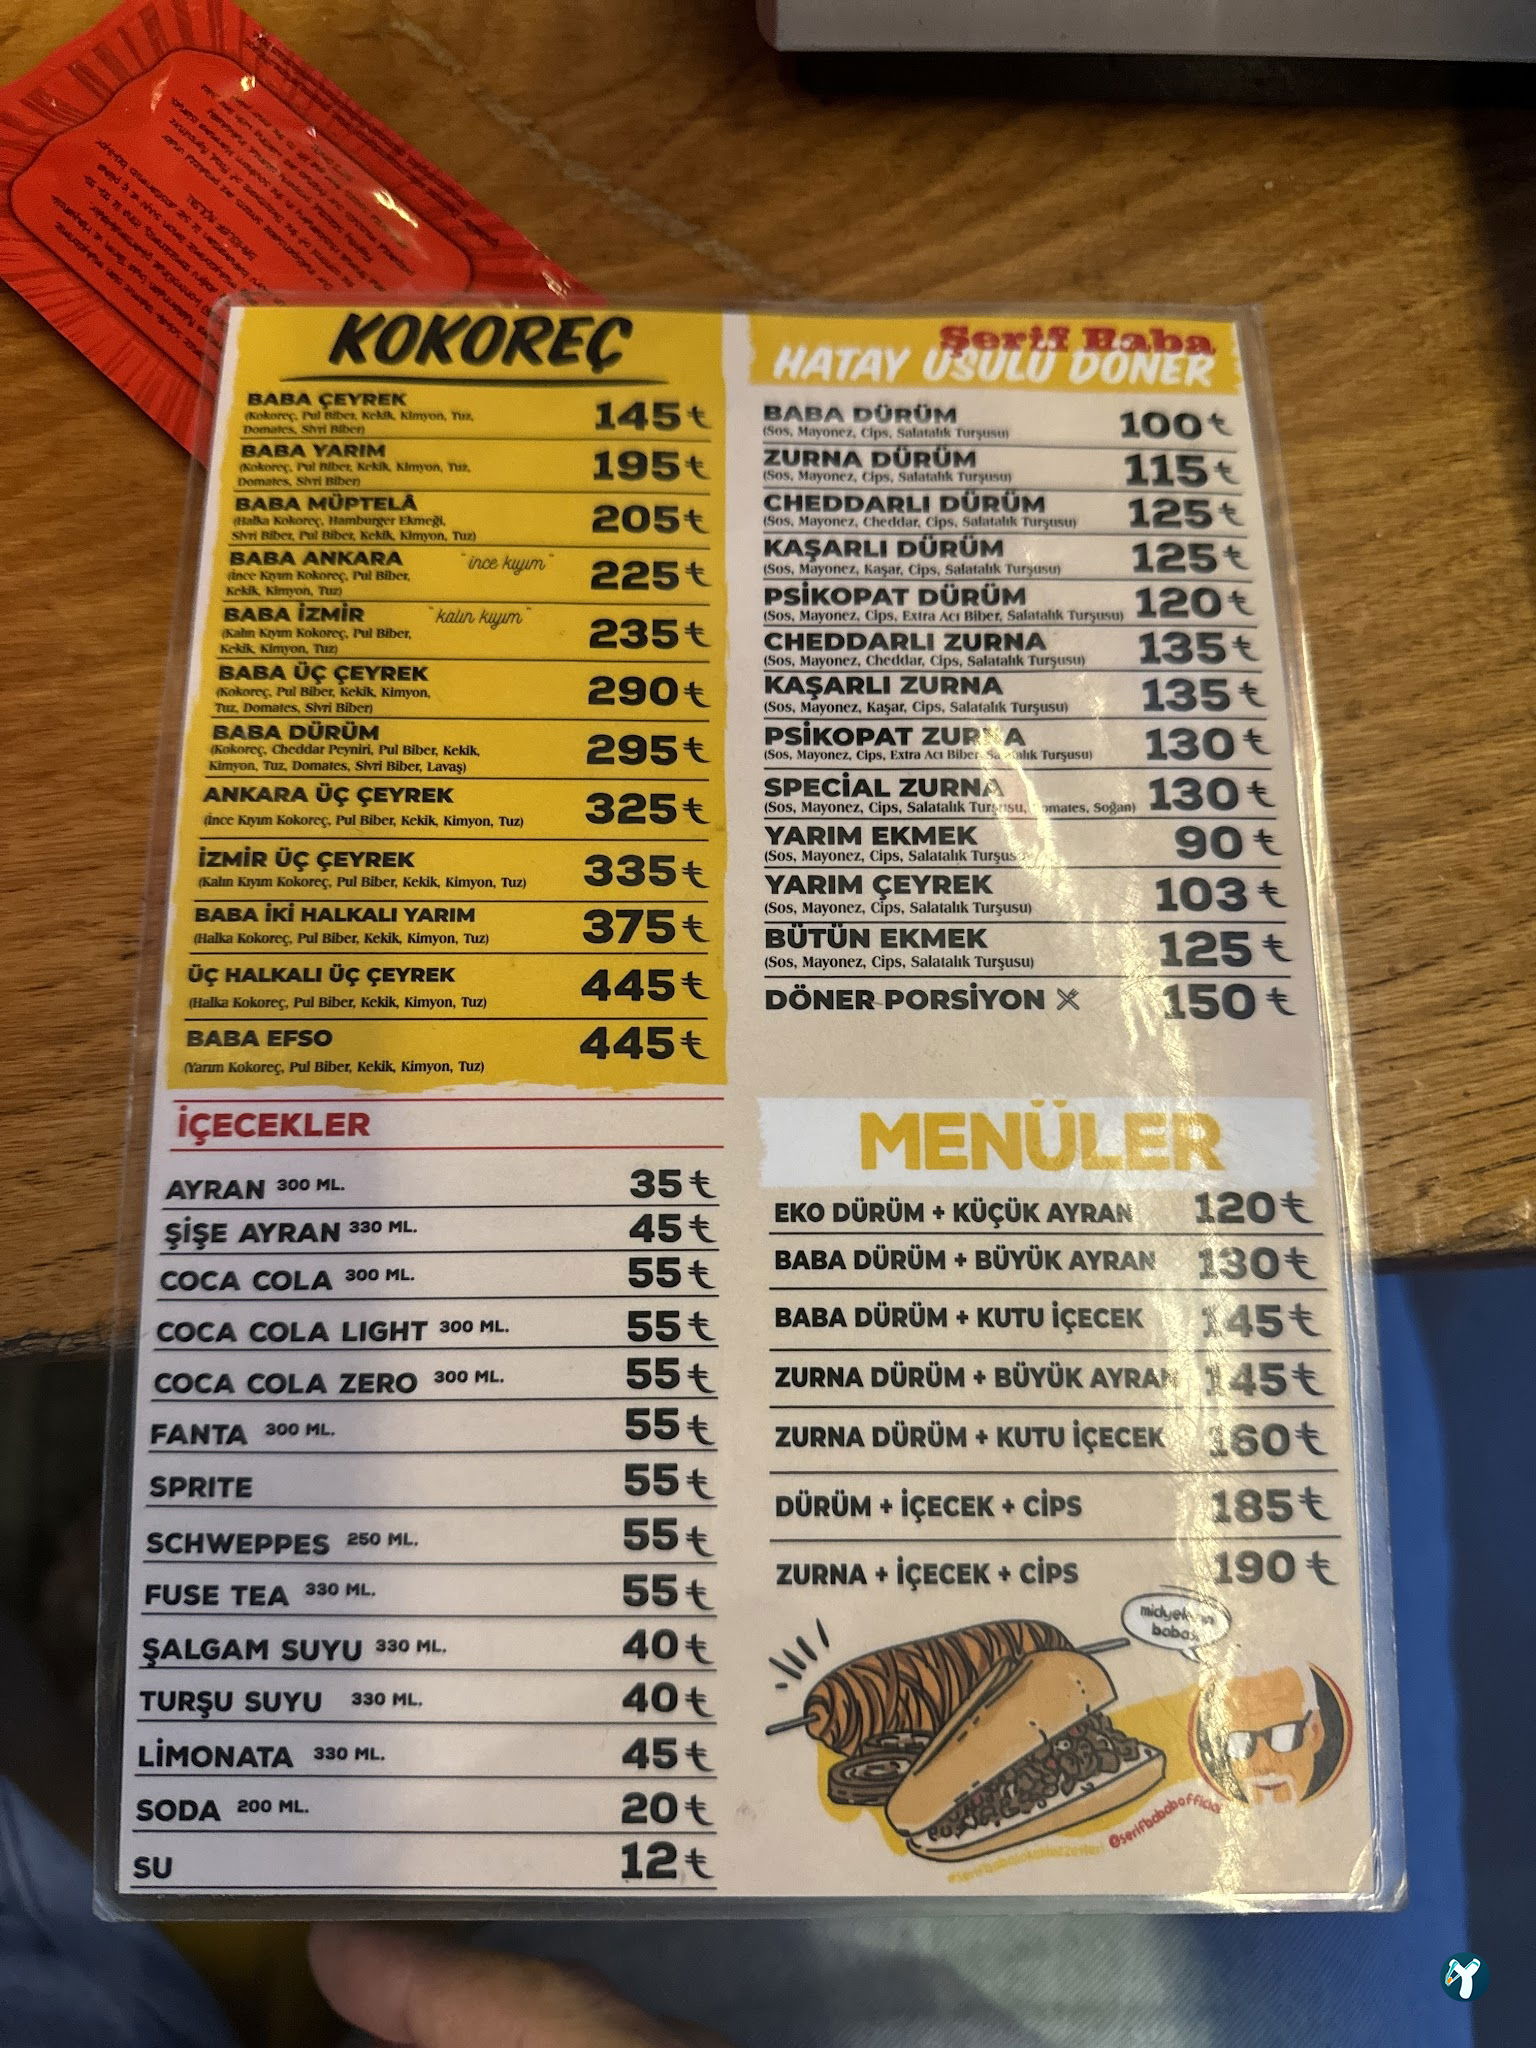 KOKOREÇ
BABA ÇEYREK 145₺
(Kokoreç, Pul Biber, Kekik, Kimyon, Tuz,
Domates, Sivri Biber)
BABA YARIM 195₺
(Kokoreç, Pul Biber, Kekik, Kimyon, Tuz,
Domates, Sivri Biber)
BABA MÜPTELÂ 205₺
(Halka Kokoreç, Hamburger Ekmeği,
Sivri Biber, Pul Biber, Kekik, Kimyon, Tuz)
BABA ANKARA "ince kıyım" 225₺
(İnce Kıyım Kokoreç, Pul Biber,
Kekik, Kimyon, Tuz)
BABA İZMİR "kalın kıyım" 235₺
(Kalın Kıyım Kokoreç, Pul Biber,
Kekik, Kimyon, Tuz)
BABA ÜÇ ÇEYREK 290₺
(Kokoreç, Pul Biber, Kekik, Kimyon,
Tuz, Domates, Sivri Biber)
BABA DÜRÜM 295₺
(Kokoreç, Cheddar Peyniri, Pul Biber, Kekik,
Kimyon, Tuz, Domates, Sivri Biber, Lavaş)
ANKARA ÜÇ ÇEYREK 325₺
(İnce Kıyım Kokoreç, Pul Biber, Kekik, Kimyon, Tuz)
İZMİR ÜÇ ÇEYREK 335₺
(Kalın Kıyım Kokoreç, Pul Biber, Kekik, Kimyon, Tuz)
BABA İKİ HALKALI YARIM 375₺
(Halka Kokoreç, Pul Biber, Kekik, Kimyon, Tuz)
ÜÇ HALKALI ÜÇ ÇEYREK 445₺
(Halka Kokoreç, Pul Biber, Kekik, Kimyon, Tuz)
BABA EFSO 445₺
(Yarım Kokoreç, Pul Biber, Kekik, Kimyon, Tuz)
İÇECEKLER
AYRAN 300 ML. 35₺
ŞİŞE AYRAN 330 ML. 45₺
COCA COLA 300 ML. 55₺
COCA COLA LIGHT 300 ML. 55₺
COCA COLA ZERO 300 ML. 55₺
FANTA 300 ML. 55₺
SPRITE 55₺
SCHWEPPES 250 ML. 55₺
FUSE TEA 330 ML. 55₺
ŞALGAM SUYU 330 ML. 40₺
TURŞU SUYU 330 ML. 40₺
LİMONATA 330 ML. 45₺
SODA 200 ML. 20₺
SU 12₺
Şerif Baba
HATAY USULÜ DÖNER
BABA DÜRÜM 100₺
(Sos, Mayonez, Cips, Salatalık Turşusu)
ZURNA DÜRÜM 115₺
(Sos, Mayonez, Cips, Salatalık Turşusu)
CHEDDARLI DÜRÜM 125₺
(Sos, Mayonez, Cheddar, Cips, Salatalık Turşusu)
KAŞARLI DÜRÜM 125₺
(Sos, Mayonez, Kaşar, Cips, Salatalık Turşusu)
PSİKOPAT DÜRÜM 120₺
(Sos, Mayonez, Cips, Extra Acı Biber, Salatalık Turşusu)
CHEDDARLI ZURNA 135₺
(Sos, Mayonez, Cheddar, Cips, Salatalık Turşusu)
KAŞARLI ZURNA 135₺
(Sos, Mayonez, Kaşar, Cips, Salatalık Turşusu)
PSİKOPAT ZURNA 130₺
(Sos, Mayonez, Cips, Extra Acı Biber, Salatalık Turşusu)
SPECİAL ZURNA 130₺
(Sos, Mayonez, Cips, Salatalık Turşusu, Domates, Soğan)
YARIM EKMEK 90₺
(Sos, Mayonez, Cips, Salatalık Turşusu)
YARIM ÇEYREK 103₺
(Sos, Mayonez, Cips, Salatalık Turşusu)
BÜTÜN EKMEK 125₺
(Sos, Mayonez, Cips, Salatalık Turşusu)
DÖNER PORSİYON 150₺
MENÜLER
EKO DÜRÜM + KÜÇÜK AYRAN 120₺
BABA DÜRÜM + BÜYÜK AYRAN 130₺
BABA DÜRÜM + KUTU İÇECEK 145₺
ZURNA DÜRÜM + BÜYÜK AYRAN 145₺
ZURNA DÜRÜM + KUTU İÇECEK 160₺
DÜRÜM + İÇECEK + CİPS 185₺
ZURNA + İÇECEK + CİPS 190₺
@serifbababofficial